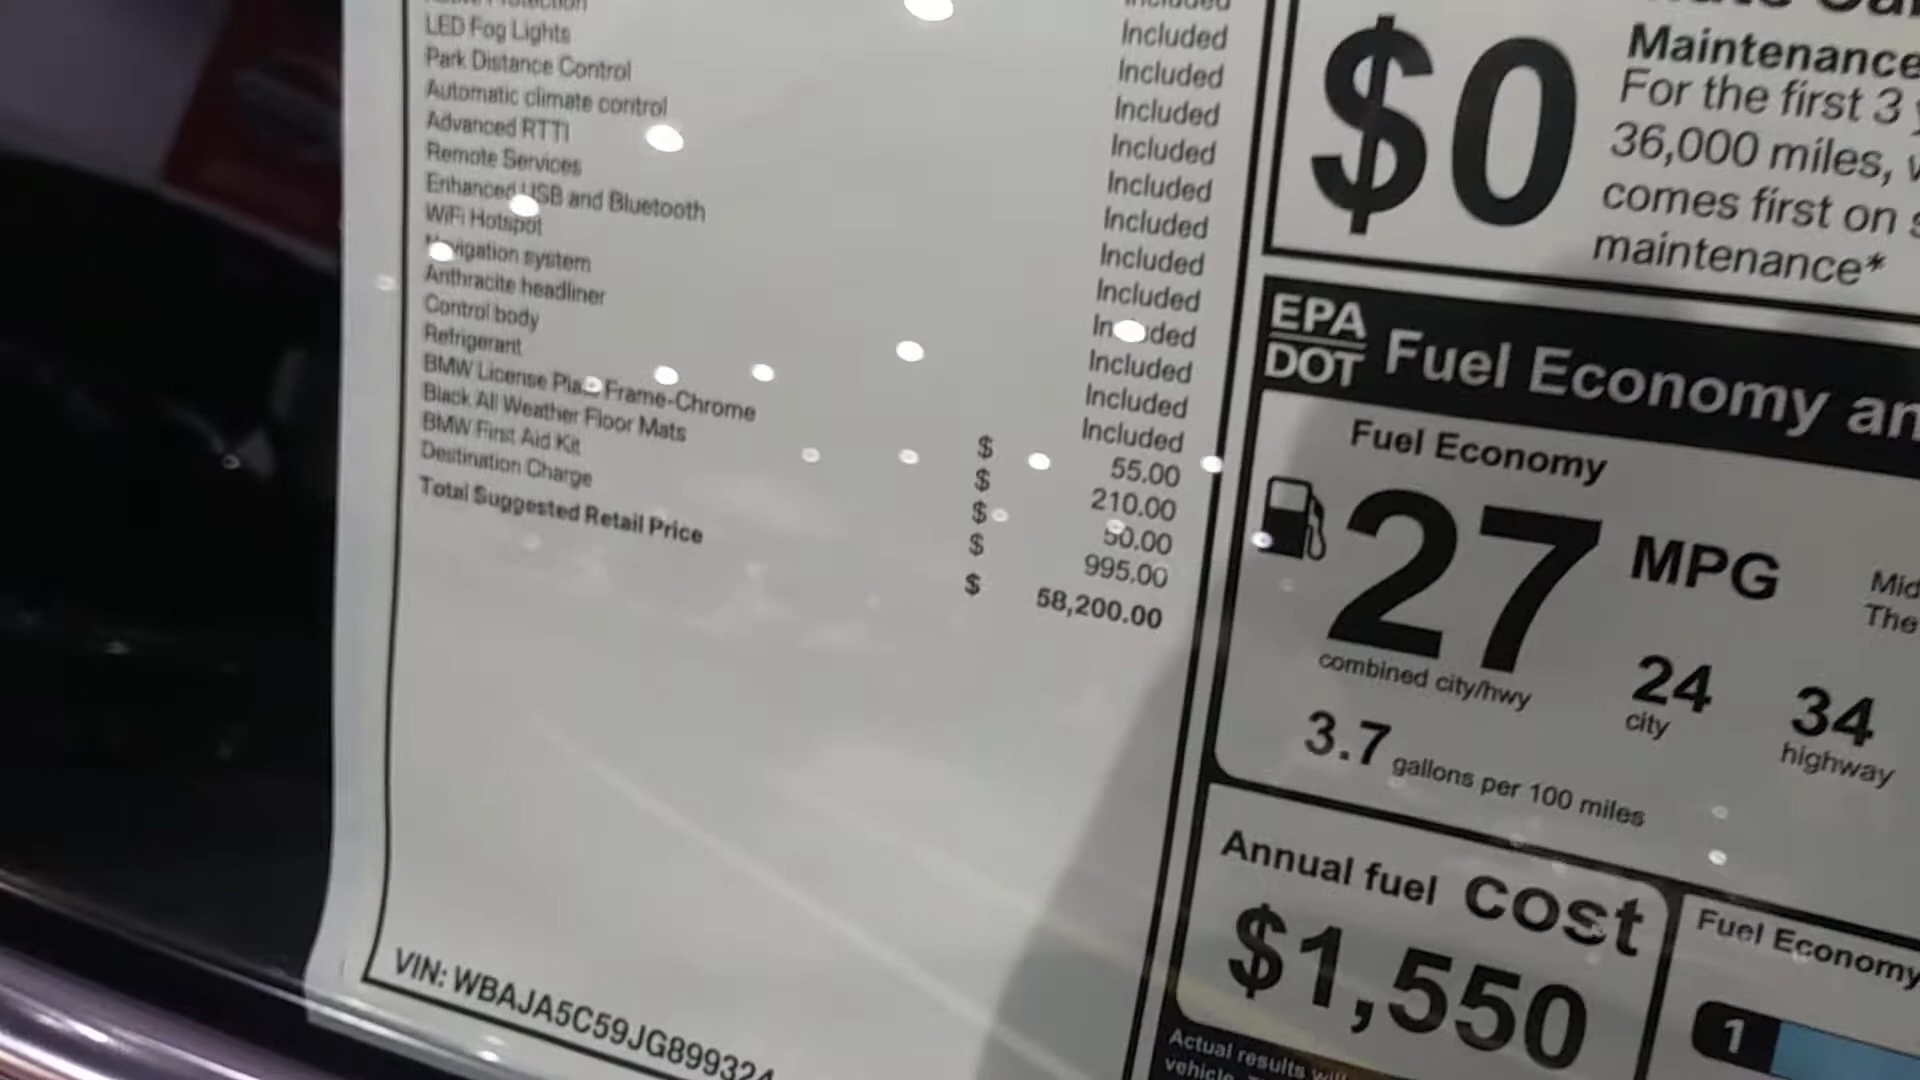 LED Fog Lights Included
Park Distance Control Included
Automatic climate control Included
Advanced RTTI Included
Remote Services Included
Enhanced USB and Bluetooth Included
WiFi Hotspot Included
Navigation system Included
Anthracite headliner Included
Control body Included
Refrigerant Included
Included
BMW License Plate Frame-Chrome $ 55.00
Black All Weather Floor Mats $ 210.00
BMW First Aid Kit $ 50.00
Destination Charge $ 995.00
Total Suggested Retail Price $ 58,200.00
VIN: WBAJA5C59JG899324
$0
Maintenance
For the first 3
36,000 miles,
comes first on
maintenance*
EPA
DOT
Fuel Economy an
Fuel Economy
27 MPG
combined city/hwy
24
city
34
highway
Mid
The
3.7 gallons per 100 miles
Annual fuel cost
$1,550
Fuel Economy
1
Actual results will
vehicle